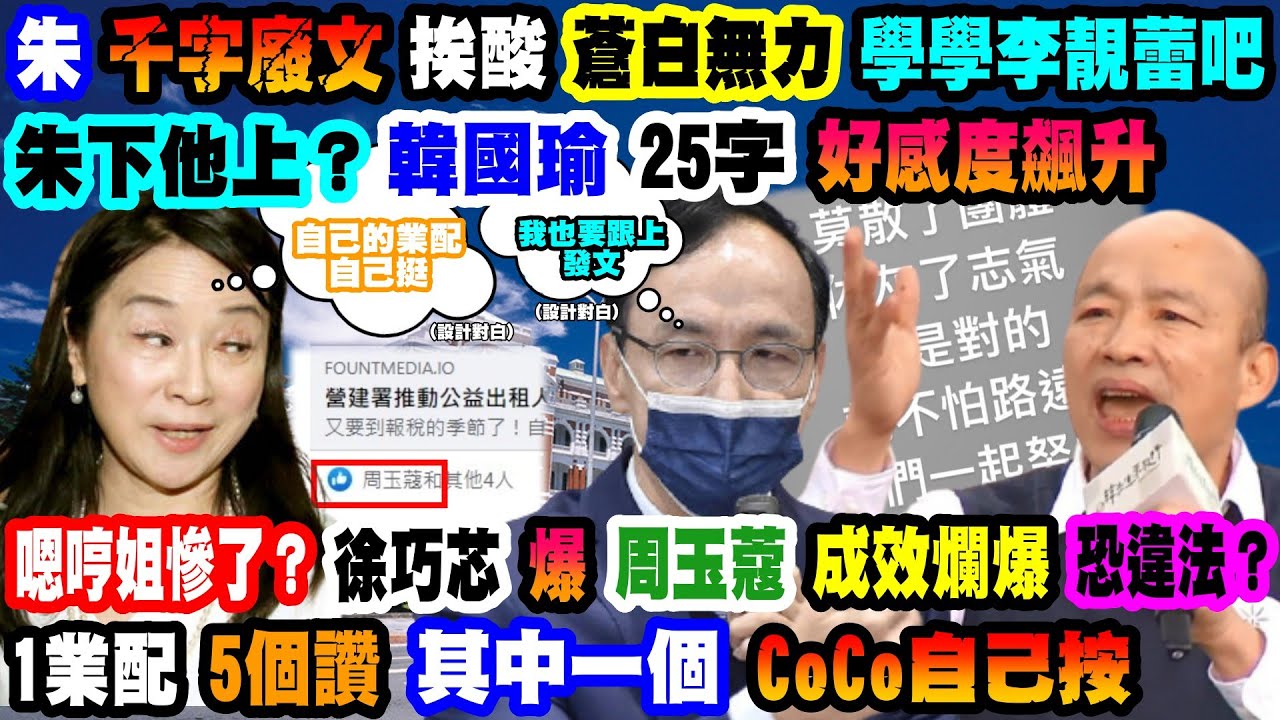 朱 千字廢文 挨酸 蒼白無力 學學李靚蕾吧
朱下他上？ 韓國瑜 25字 好感度飆升
自己的業配
自己挺
(設計對白)
我也要跟上
發文
(設計對白)
莫散了團體
休灰了志氣
是對的
不怕路遠
們一起努
FOUNTMEDIA.IO
營建署推動公益出租人
又要到報稅的季節了！自
周玉蔻和其他4人
嗯哼姐慘了？ 徐巧芯 爆 周玉蔻 成效爛爆 恐違法？
1業配 5個讚 其中一個 CoCo自己按